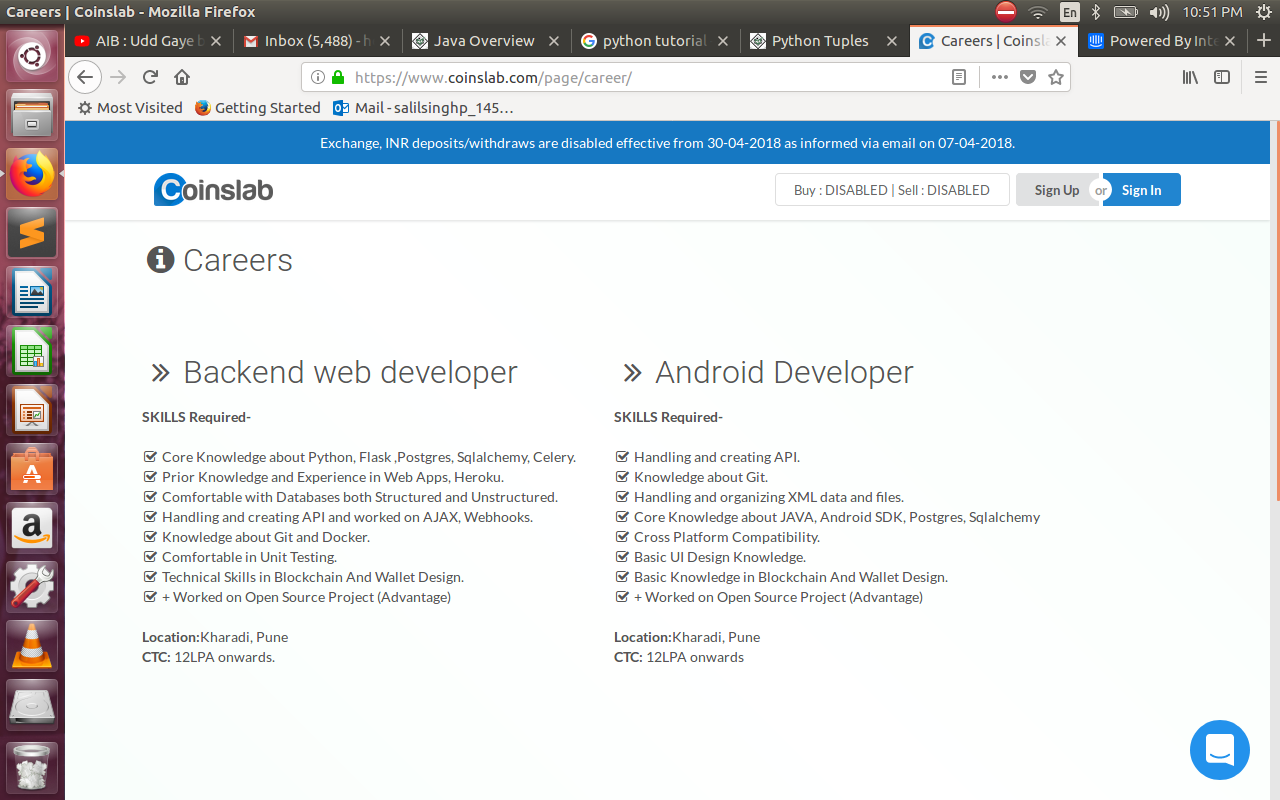 Careers | Coinslab - Mozilla Firefox
En
10:51 PM
AIB : Udd Gaye
Inbox (5,488) - h
Java Overview
python tutorial
Python Tuples
Careers | Coinsla
Powered By Inte
https://www.coinslab.com/page/career/
Most Visited
Getting Started
Mail - salilsinghp_145…
Exchange, INR deposits/withdraws are disabled effective from 30-04-2018 as informed via email on 07-04-2018.
Coinslab
Buy : DISABLED | Sell : DISABLED
Sign Up or Sign In
Careers
Backend web developer
SKILLS Required-
Core Knowledge about Python, Flask ,Postgres, Sqlalchemy, Celery.
Prior Knowledge and Experience in Web Apps, Heroku.
Comfortable with Databases both Structured and Unstructured.
Handling and creating API and worked on AJAX, Webhooks.
Knowledge about Git and Docker.
Comfortable in Unit Testing.
Technical Skills in Blockchain And Wallet Design.
+ Worked on Open Source Project (Advantage)
Location:Kharadi, Pune
CTC: 12LPA onwards.
Android Developer
SKILLS Required-
Handling and creating API.
Knowledge about Git.
Handling and organizing XML data and files.
Core Knowledge about JAVA, Android SDK, Postgres, Sqlalchemy
Cross Platform Compatibility.
Basic UI Design Knowledge.
Basic Knowledge in Blockchain And Wallet Design.
+ Worked on Open Source Project (Advantage)
Location:Kharadi, Pune
CTC: 12LPA onwards